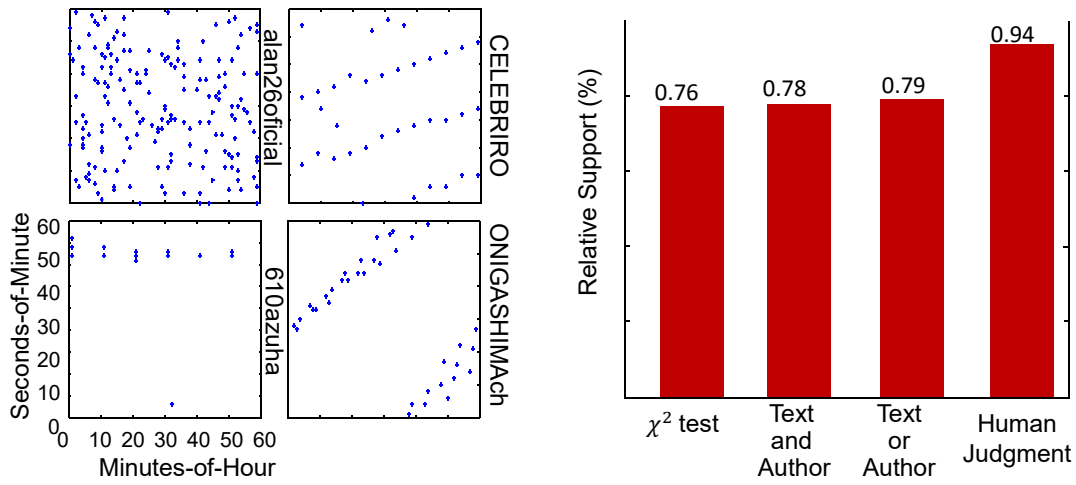 alan26oficial
CELEBRIRO
60
50
40
30
20
10
0
Seconds-of-Minute
610azuha
ONIGASHIMAch
0 10 20 30 40 50 60
Minutes-of-Hour
Relative Support (%)
0.76
0.78
0.79
0.94
χ² test
Text
and
Author
Text
or
Author
Human
Judgment